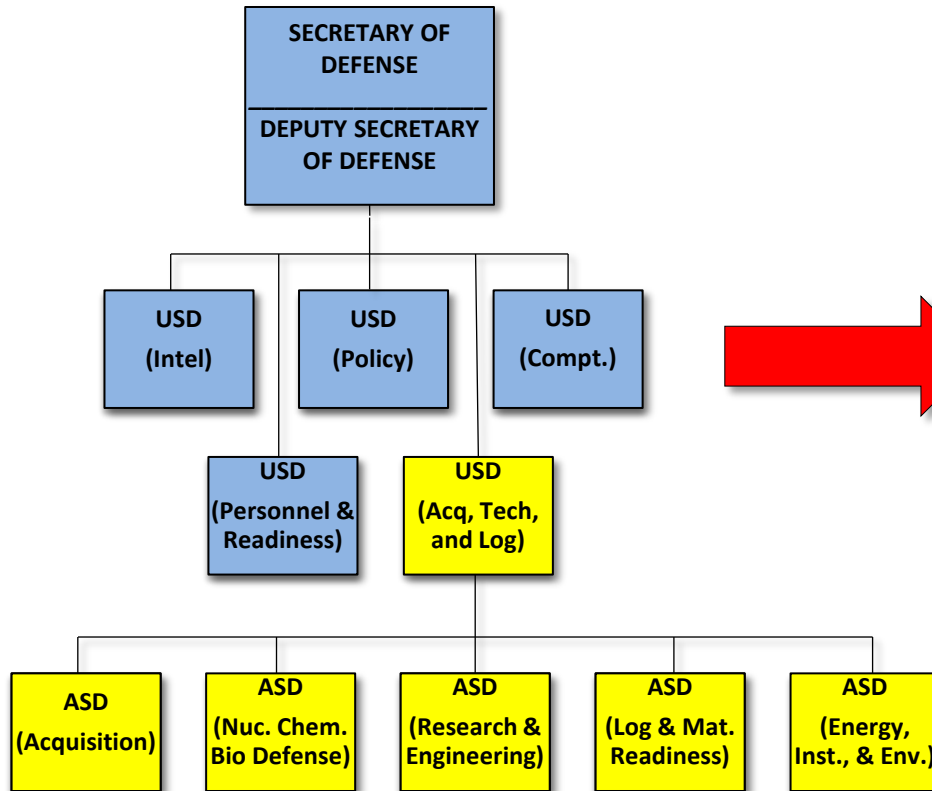 SECRETARY OF
DEFENSE
DEPUTY SECRETARY
OF DEFENSE
USD
(Intel)
USD
(Policy)
USD
(Compt.)
USD
(Personnel &
Readiness)
USD
(Acq, Tech,
and Log)
ASD
(Acquisition)
ASD
(Nuc. Chem.
Bio Defense)
ASD
(Research &
Engineering)
ASD
(Log & Mat.
Readiness)
ASD
(Energy,
Inst., & Env.)